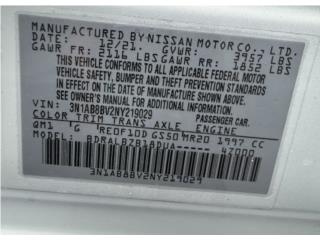 MANUFACTURED BY NISSAN MOTOR CO., LTD.
12/21. GVWR: 3957 LBS
GAWR FR: 2116 LBS GAWR RR: 1852 LBS
THIS VEHICLE CONFORMS TO ALL APPLICABLE
FEDERAL MOTOR VEHICLE SAFETY, BUMPER, AND
THEFT PREVENTION STANDARDS IN EFFECT ON
THE DATE OF MANUFACTURE SHOWN ABOVE.
SEE OWNER'S MANUAL FOR ADDITIONAL INFORMATION
VIN: 3N1AB8BV2NY219029 PASSENGER CAR.
COLOR TRIM TRANS AXLE ENGINE
QM1 G RE0F10D GS50 MR20 1997 CC
MODEL: BDRALBZB1ADUA----- 47000
3N1AB8BV2NY219029